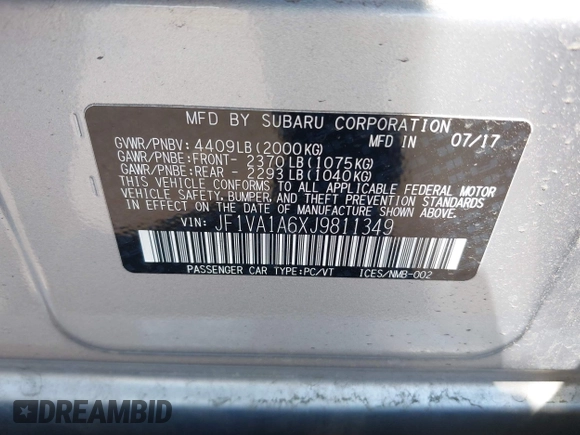 MFD BY SUBARU CORPORATION
GVWR/PNBV: 4409LB(2000KG) MFD IN 07/17
GAWR/PNBE:FRONT- 2370LB(1075KG)
GAWR/PNBE:REAR - 2293LB(1040KG)
THIS VEHICLE CONFORMS TO ALL APPLICABLE FEDERAL MOTOR
VEHICLE SAFETY, BUMPER, AND THEFT PREVENTION STANDARDS
IN EFFECT ON THE DATE OF MANUFACTURE SHOWN ABOVE.
VIN: JF1VA1A6XJ9811349
PASSENGER CAR TYPE:PC/VT ICES/NMB-002
DREAMBID